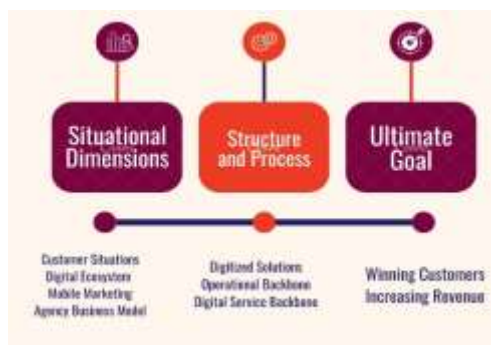 Situational
Dimensions
Structure
and Process
Ultimate
Goal
Customer Situations
Digital Ecosystem
Mobile Marketing
Agency Business Model
Digitized Solutions
Operational Backbone
Digital Service Backbone
Winning Customers
Increasing Revenue